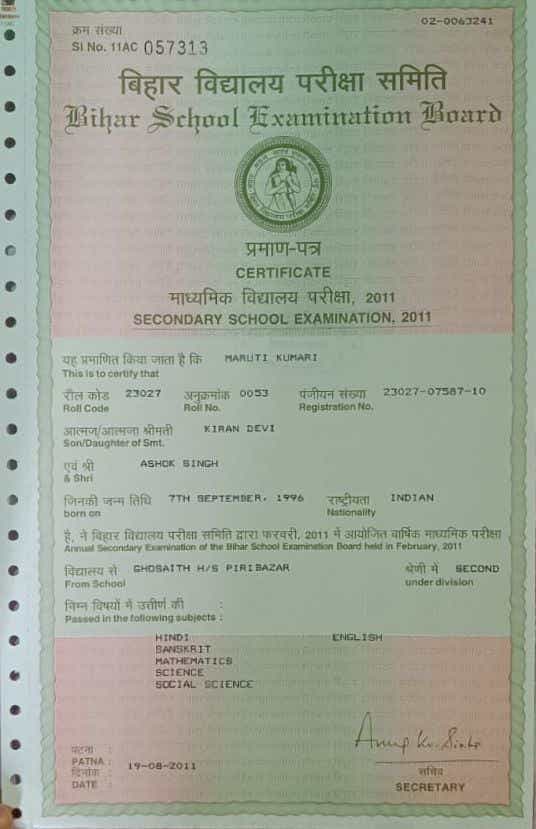 02-0063241
क्रम संख्या
Sl No. 11AC 057313
बिहार विद्यालय परीक्षा समिति
Bihar School Examination Board
प्रमाण-पत्र
CERTIFICATE
माध्यमिक विद्यालय परीक्षा, 2011
SECONDARY SCHOOL EXAMINATION, 2011
यह प्रमाणित किया जाता है कि MARUTI KUMARI
This is to certify that
रौल कोड 23027 अनुक्रमांक 0053 पंजीयन संख्या 23027-07587-10
Roll Code Roll No. Registration No.
आत्मज/आत्मजा श्रीमती KIRAN DEVI
Son/Daughter of Smt.
एवं श्री ASHOK SINGH
& Shri
जिनकी जन्म तिथि 7TH SEPTEMBER, 1996 राष्ट्रीयता INDIAN
born on Nationality
है, ने बिहार विद्यालय परीक्षा समिति द्वारा फरवरी, 2011 में आयोजित वार्षिक माध्यमिक परीक्षा
Annual Secondary Examination of the Bihar School Examination Board held in February, 2011
विद्यालय से GHOSAITH H/S PIRIBAZAR श्रेणी में SECOND
From School under division
निम्न विषयों में उत्तीर्ण की :
Passed in the following subjects :
HINDI ENGLISH
SANSKRIT
MATHEMATICS
SCIENCE
SOCIAL SCIENCE
पटना :
PATNA :
दिनांक : 19-08-2011
DATE :
सचिव
SECRETARY